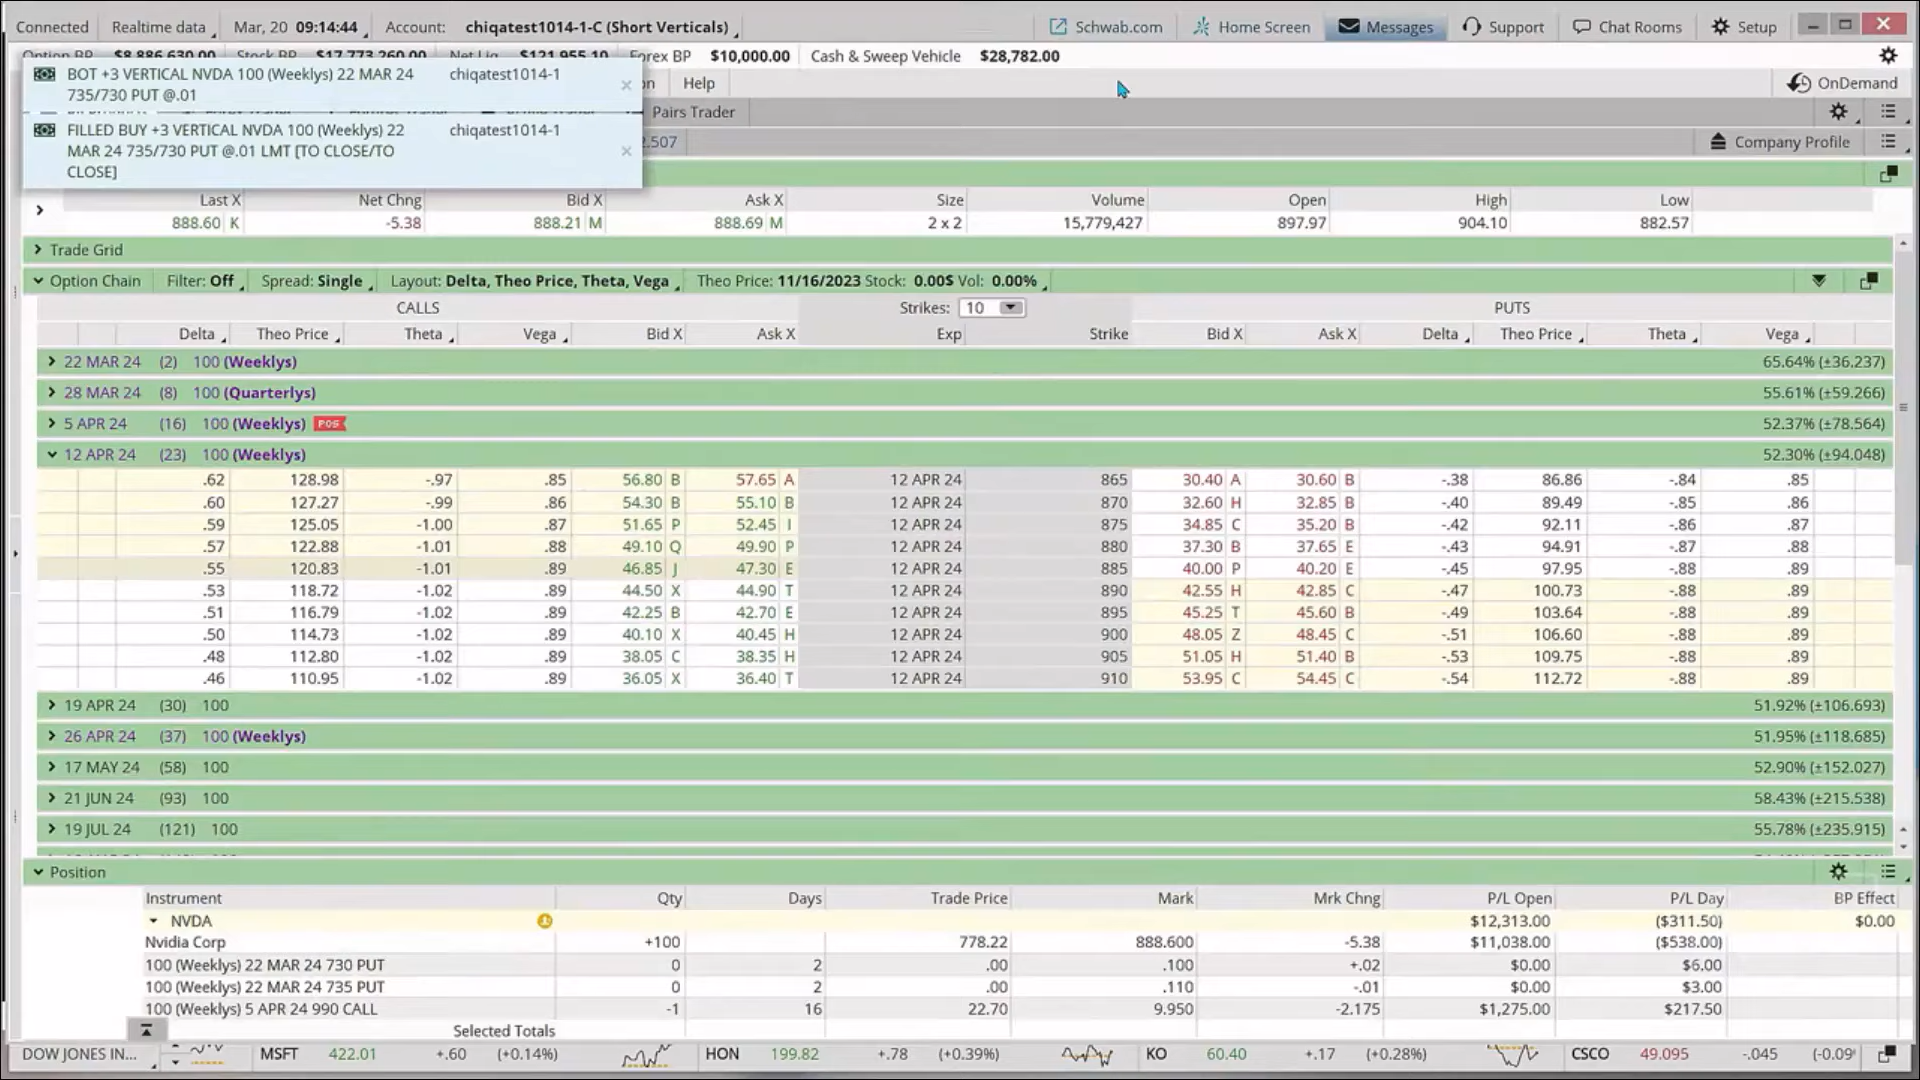 Connected Realtime data Mar, 20 09:14:44 Account: chiqatest1014-1-C (Short Verticals) Schwab.com Home Screen Messages Support Chat Rooms Setup
Option BP $8,886,630.00 Stock BP $17,773,260.00 Net Liq $121,955.10 Forex BP $10,000.00 Cash & Sweep Vehicle $28,782.00
BOT +3 VERTICAL NVDA 100 (Weeklys) 22 MAR 24 chiqatest1014-1
735/730 PUT @.01
on Help OnDemand
Pairs Trader
FILLED BUY +3 VERTICAL NVDA 100 (Weeklys) 22 chiqatest1014-1
MAR 24 735/730 PUT @.01 LMT [TO CLOSE/TO
CLOSE]
2.507 Company Profile
Last X Net Chng Bid X Ask X Size Volume Open High Low
888.60 K -5.38 888.21 M 888.69 M 2 x 2 15,779,427 897.97 904.10 882.57
Trade Grid
Option Chain Filter: Off Spread: Single Layout: Delta, Theo Price, Theta, Vega Theo Price: 11/16/2023 Stock: 0.00$ Vol: 0.00%
CALLS Strikes: 10 PUTS
Delta Theo Price Theta Vega Bid X Ask X Exp Strike Bid X Ask X Delta Theo Price Theta Vega
22 MAR 24 (2) 100 (Weeklys) 65.64% (±36.237)
28 MAR 24 (8) 100 (Quarterlys) 55.61% (±59.266)
5 APR 24 (16) 100 (Weeklys) POS 52.37% (±78.564)
12 APR 24 (23) 100 (Weeklys) 52.30% (±94.048)
.62 128.98 -.97 .85 56.80 B 57.65 A 12 APR 24 865 30.40 A 30.60 B -.38 86.86 -.84 .85
.60 127.27 -.99 .86 54.30 B 55.10 B 12 APR 24 870 32.60 H 32.85 B -.40 89.49 -.85 .86
.59 125.05 -1.00 .87 51.65 P 52.45 I 12 APR 24 875 34.85 C 35.20 B -.42 92.11 -.86 .87
.57 122.88 -1.01 .88 49.10 Q 49.90 P 12 APR 24 880 37.30 B 37.65 E -.43 94.91 -.87 .88
.55 120.83 -1.01 .89 46.85 J 47.30 E 12 APR 24 885 40.00 P 40.20 E -.45 97.95 -.88 .89
.53 118.72 -1.02 .89 44.50 X 44.90 T 12 APR 24 890 42.55 H 42.85 C -.47 100.73 -.88 .89
.51 116.79 -1.02 .89 42.25 B 42.70 E 12 APR 24 895 45.25 T 45.60 B -.49 103.64 -.88 .89
.50 114.73 -1.02 .89 40.10 X 40.45 H 12 APR 24 900 48.05 Z 48.45 C -.51 106.60 -.88 .89
.48 112.80 -1.02 .89 38.05 C 38.35 H 12 APR 24 905 51.05 H 51.40 B -.53 109.75 -.88 .89
.46 110.95 -1.02 .89 36.05 X 36.40 T 12 APR 24 910 53.95 C 54.45 C -.54 112.72 -.88 .89
19 APR 24 (30) 100 51.92% (±106.693)
26 APR 24 (37) 100 (Weeklys) 51.95% (±118.685)
17 MAY 24 (58) 100 52.90% (±152.027)
21 JUN 24 (93) 100 58.43% (±215.538)
19 JUL 24 (121) 100 55.78% (±235.915)
Position
Instrument Qty Days Trade Price Mark Mrk Chng P/L Open P/L Day BP Effect
NVDA $12,313.00 ($311.50) $0.00
Nvidia Corp +100 778.22 888.600 -5.38 $11,038.00 ($538.00)
100 (Weeklys) 22 MAR 24 730 PUT 0 2 .00 .100 +.02 $0.00 $6.00
100 (Weeklys) 22 MAR 24 735 PUT 0 2 .00 .110 -.01 $0.00 $3.00
100 (Weeklys) 5 APR 24 990 CALL -1 16 22.70 9.950 -2.175 $1,275.00 $217.50
Selected Totals
DOW JONES IN... MSFT 422.01 +.60 (+0.14%) HON 199.82 +.78 (+0.39%) KO 60.40 +.17 (+0.28%) CSCO 49.095 -.045 (-0.09